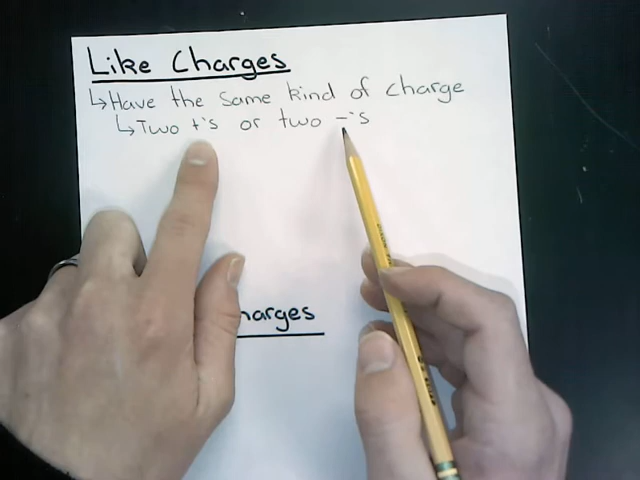 Like Charges
↳Have the Same kind of charge
↳Two +'s or two -'s
harges